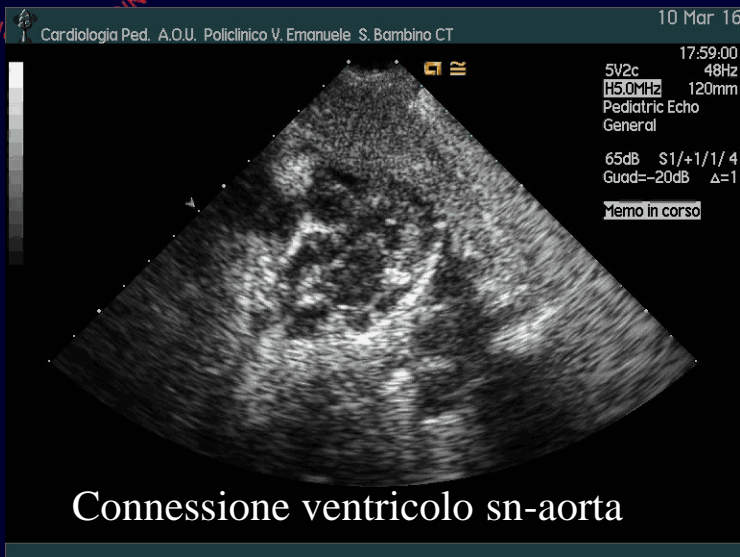 10 Mar 16
Cardiologia Ped. A.O.U. Policlinico V. Emanuele S. Bambino CT
17:59:00
5V2c 48Hz
H5.0MHz 120mm
Pediatric Echo
General
65dB S1/+1/1/4
Guad=-20dB Δ=1
Memo in corso
Connessione ventricolo sn-aorta